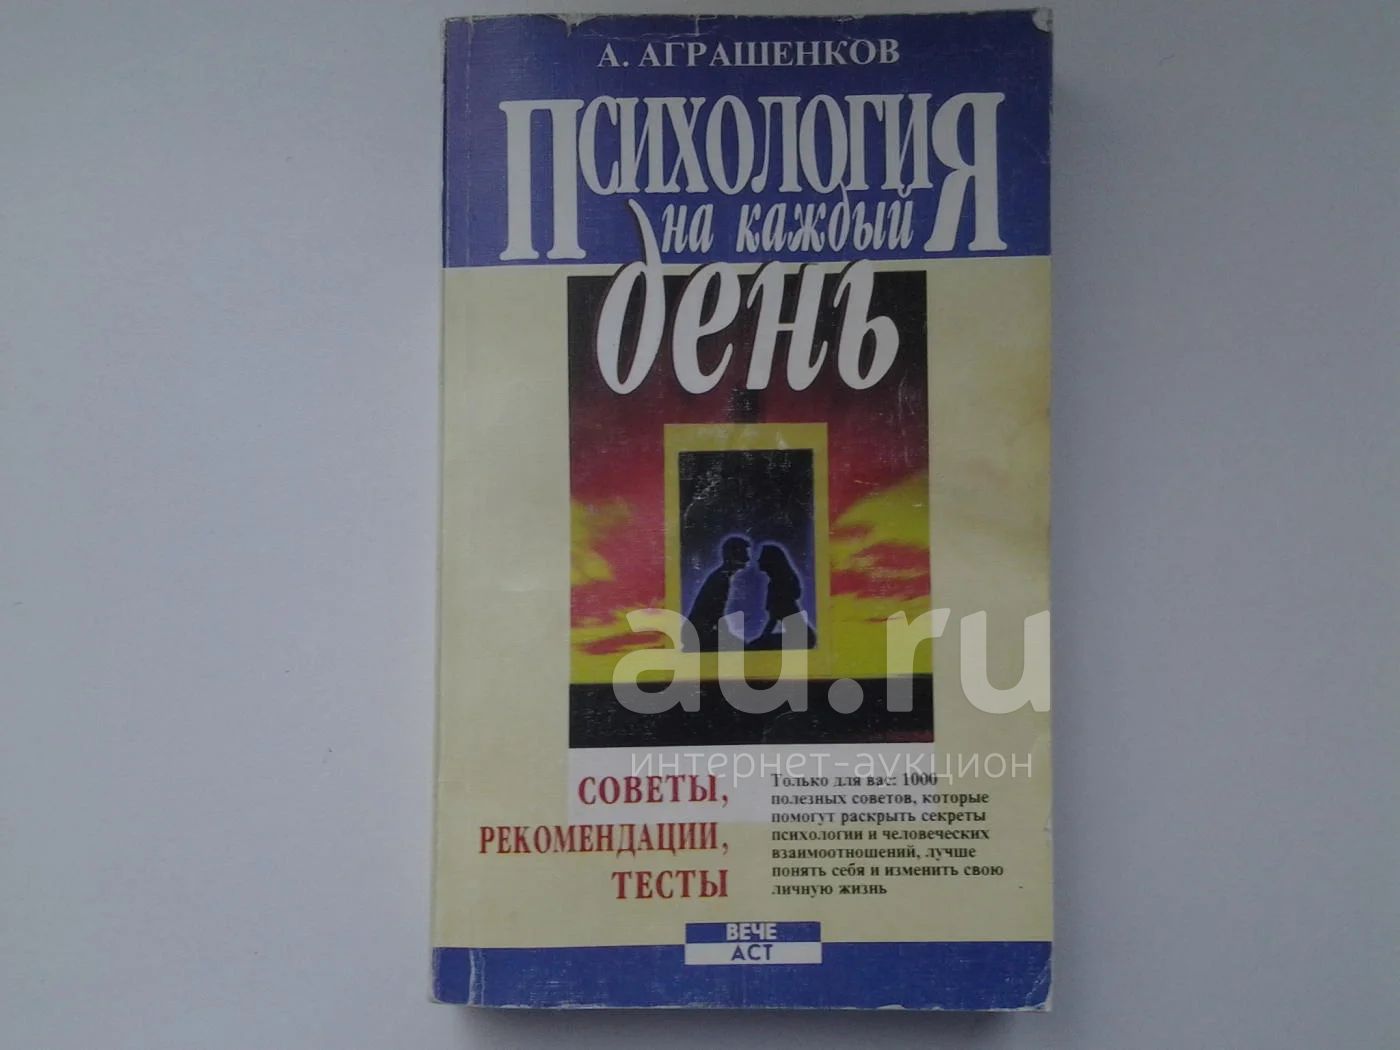 А. АГРАШЕНКОВ
ПСИХОЛОГИЯ
на каждый
день
au.ru
интернет-аукцион
СОВЕТЫ,
РЕКОМЕНДАЦИИ,
ТЕСТЫ
Только для вас: 1000
полезных советов, которые
помогут раскрыть секреты
психологии и человеческих
взаимоотношений, лучше
понять себя и изменить свою
личную жизнь
ВЕЧЕ
АСТ